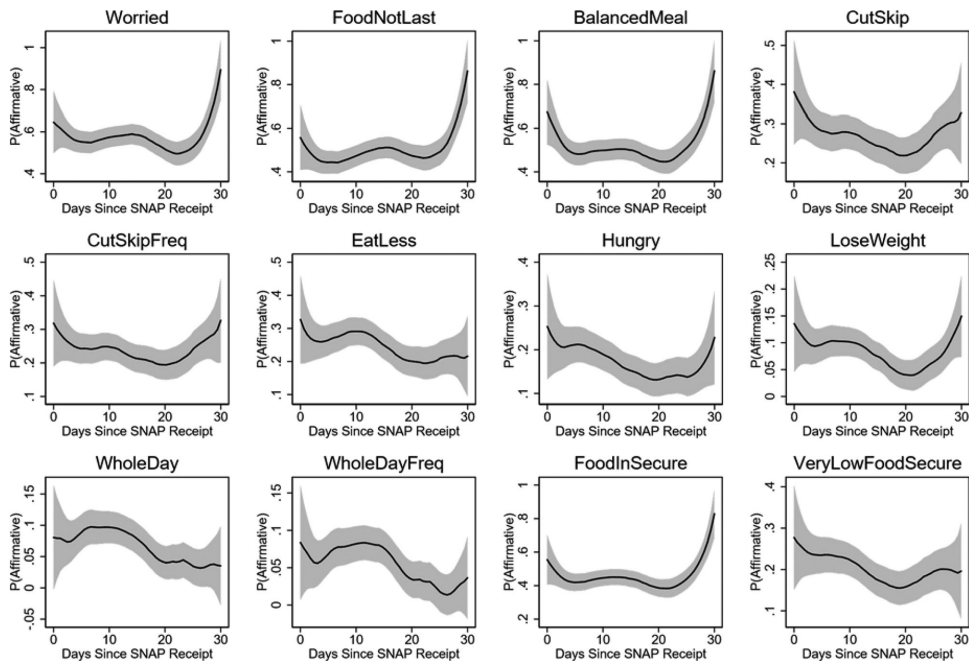 Worried FoodNotLast BalancedMeal CutSkip
P(Affirmative) P(Affirmative) P(Affirmative) P(Affirmative)
1 1 1 .5
.8 .8 .8 .4
.6 .6 .6 .3
.4 .4 .4 .2
0 10 20 30 0 10 20 30 0 10 20 30 0 10 20 30
Days Since SNAP Receipt Days Since SNAP Receipt Days Since SNAP Receipt Days Since SNAP Receipt
CutSkipFreq EatLess Hungry LoseWeight
P(Affirmative) P(Affirmative) P(Affirmative) P(Affirmative)
.5 .5 .4 .25
.4 .4 .3 .2
.3 .3 .2 .15
.2 .2 .1 .1
.1 .1 .05
0
0 10 20 30 0 10 20 30 0 10 20 30 0 10 20 30
Days Since SNAP Receipt Days Since SNAP Receipt Days Since SNAP Receipt Days Since SNAP Receipt
WholeDay WholeDayFreq FoodInSecure VeryLowFoodSecure
P(Affirmative) P(Affirmative) P(Affirmative) P(Affirmative)
.15 .15 1 .4
.1 .1 .8 .3
.05 .05 .6 .2
0 0 .4 .1
-.05 .2
0 10 20 30 0 10 20 30 0 10 20 30 0 10 20 30
Days Since SNAP Receipt Days Since SNAP Receipt Days Since SNAP Receipt Days Since SNAP Receipt